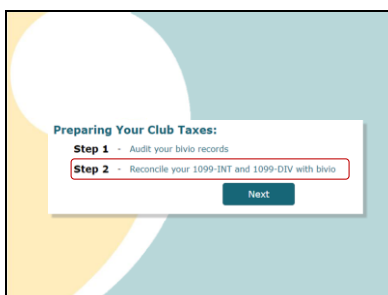 Preparing Your Club Taxes:
Step 1 - Audit your bivio records
Step 2 - Reconcile your 1099-INT and 1099-DIV with bivio
Next